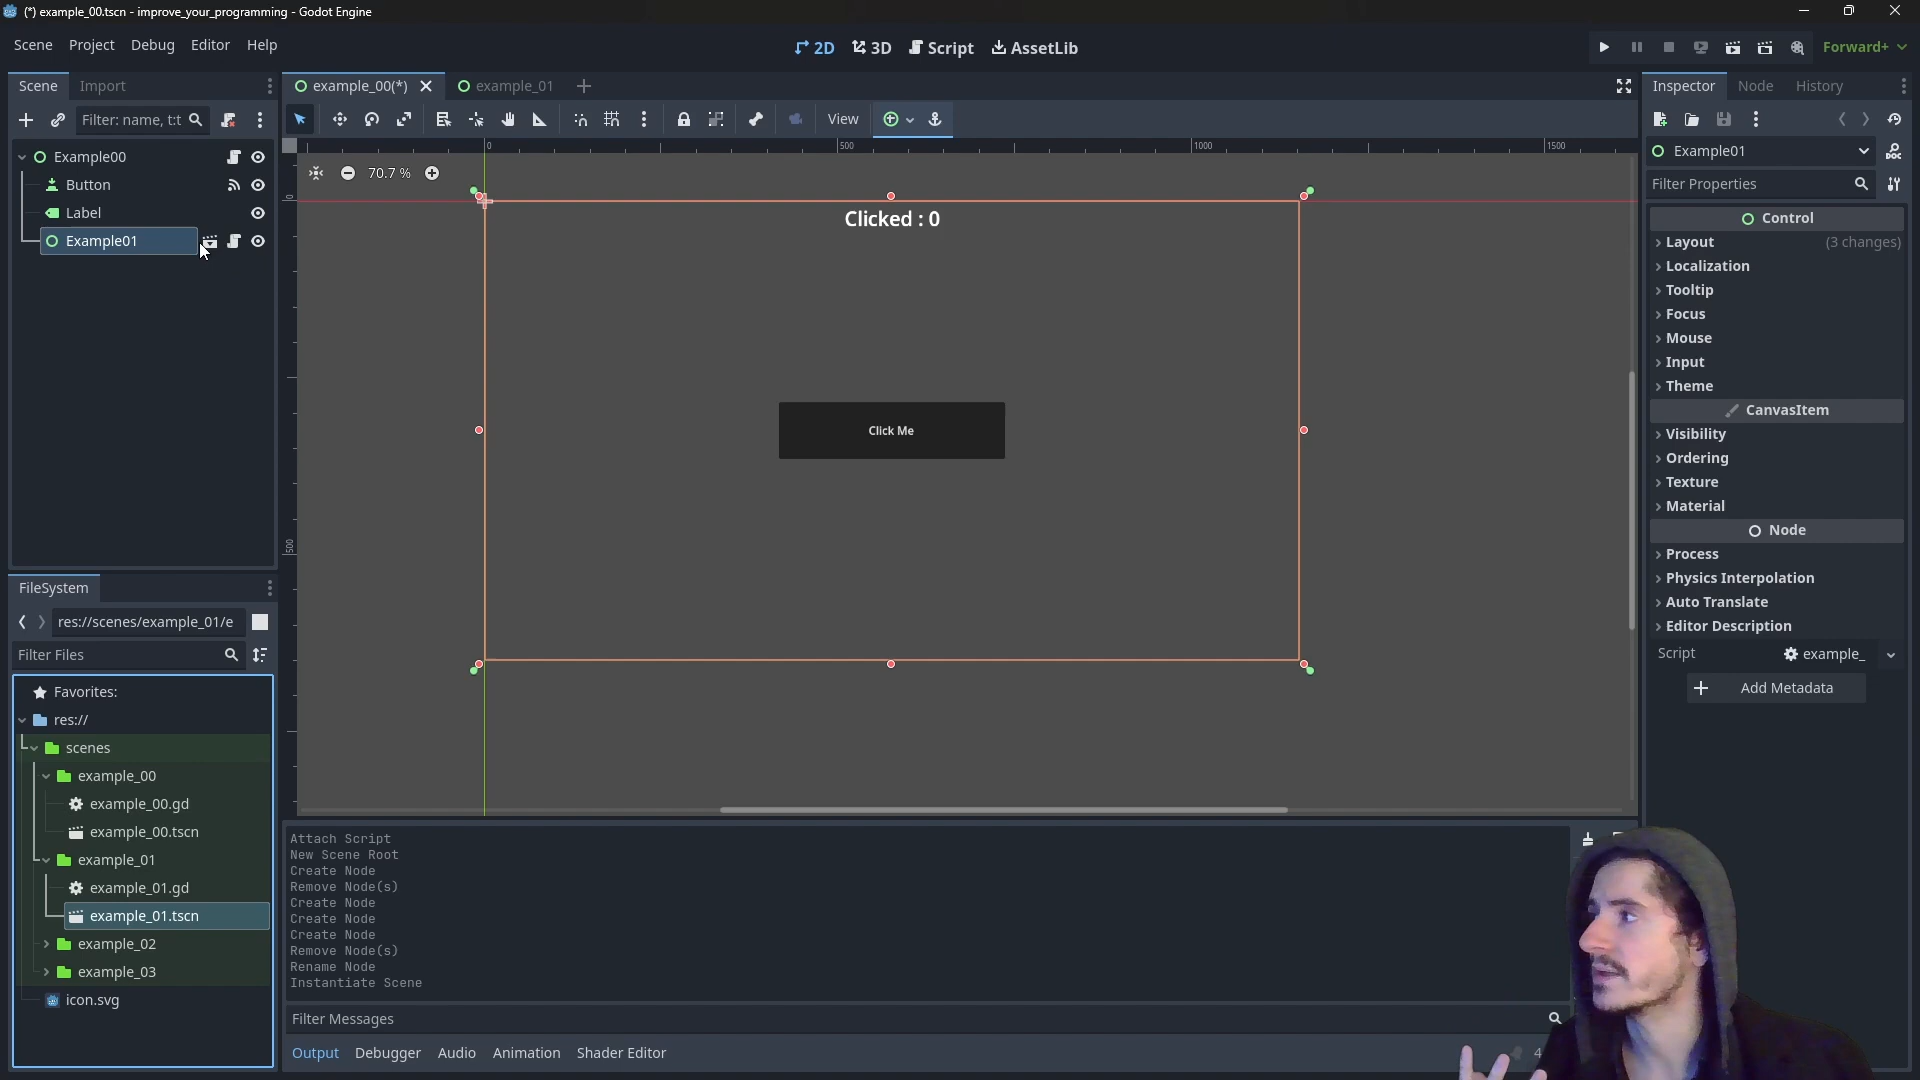 (*) example_00.tscn - improve_your_programming - Godot Engine
Scene Project Debug Editor Help
2D 3D Script AssetLib
Forward+
Scene Import
example_00(*) example_01
Inspector Node History
Filter: name, t:t
View
Example00
Button
Label
Example01
0 500 1000 1500
0
500
70.7 %
Clicked : 0
Click Me
Example01
Filter Properties
Control
Layout (3 changes)
Localization
Tooltip
Focus
Mouse
Input
Theme
CanvasItem
Visibility
Ordering
Texture
Material
Node
Process
Physics Interpolation
Auto Translate
Editor Description
Script example_
Add Metadata
FileSystem
res://scenes/example_01/e
Filter Files
Favorites:
res://
scenes
example_00
example_00.gd
example_00.tscn
example_01
example_01.gd
example_01.tscn
example_02
example_03
icon.svg
Attach Script
New Scene Root
Create Node
Remove Node(s)
Create Node
Create Node
Create Node
Remove Node(s)
Rename Node
Instantiate Scene
Filter Messages
Output Debugger Audio Animation Shader Editor
4